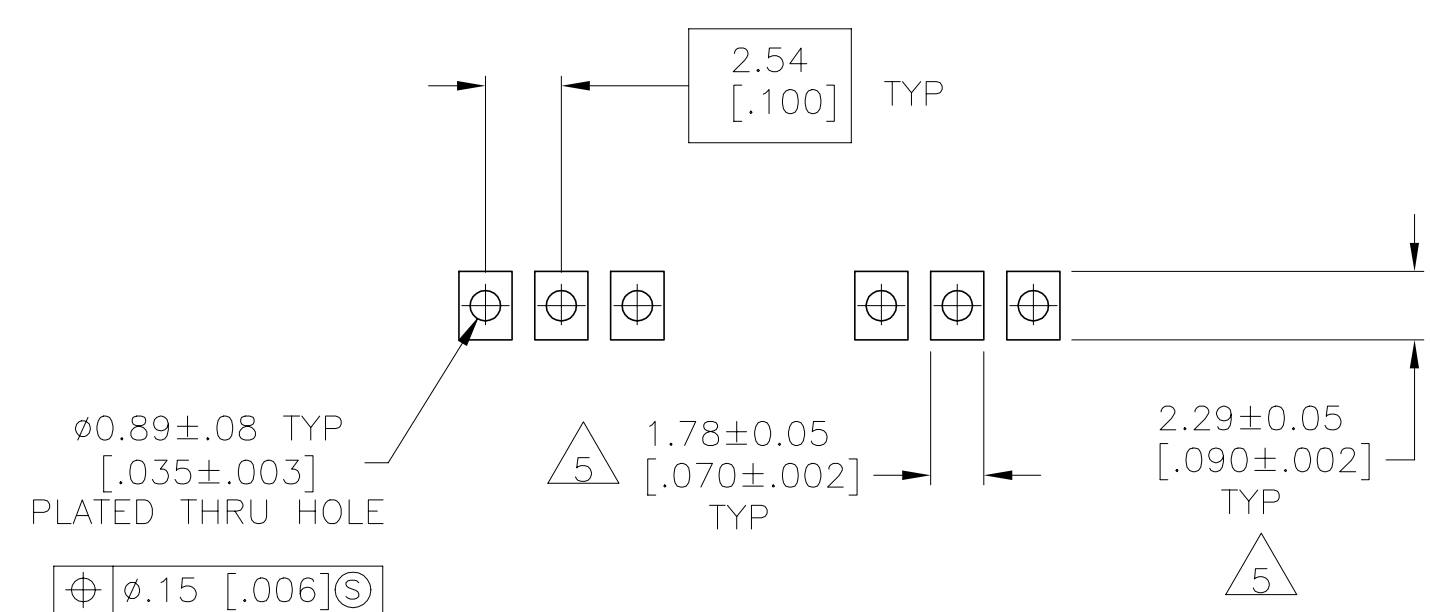 2.54
[.100]
TYP
ø0.89±.08 TYP
[.035±.003]
PLATED THRU HOLE
ø.15 [.006]Ⓢ
5
1.78±0.05
[.070±.002]
TYP
2.29±0.05
[.090±.002]
TYP
5